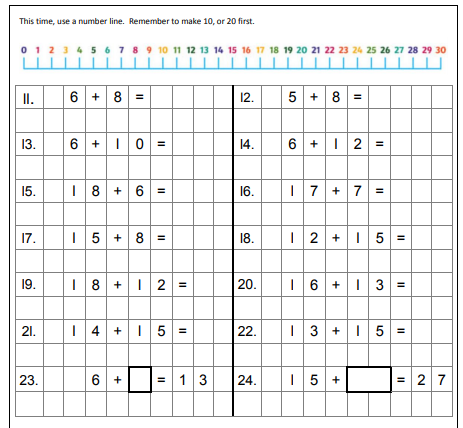 This time, use a number line. Remember to make 10, or 20 first.
0 1 2 3 4 5 6 7 8 9 10 11 12 13 14 15 16 17 18 19 20 21 22 23 24 25 26 27 28 29 30
11. 6 + 8 = 12. 5 + 8 =
13. 6 + 10 = 14. 6 + 12 =
15. 18 + 6 = 16. 17 + 7 =
17. 15 + 8 = 18. 12 + 15 =
19. 18 + 12 = 20. 16 + 13 =
21. 14 + 15 = 22. 13 + 15 =
23. 6 + = 13 24. 15 + = 27